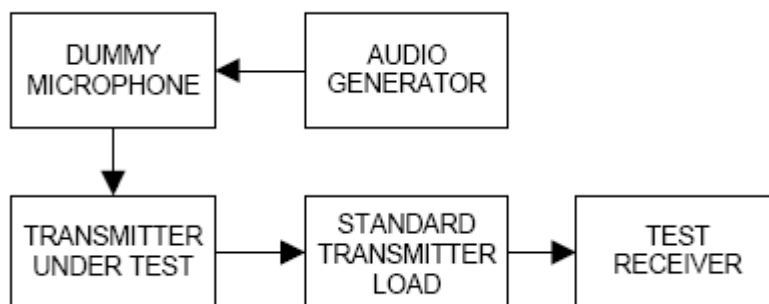 DUMMY
MICROPHONE
AUDIO
GENERATOR
TRANSMITTER
UNDER TEST
STANDARD
TRANSMITTER
LOAD
TEST
RECEIVER